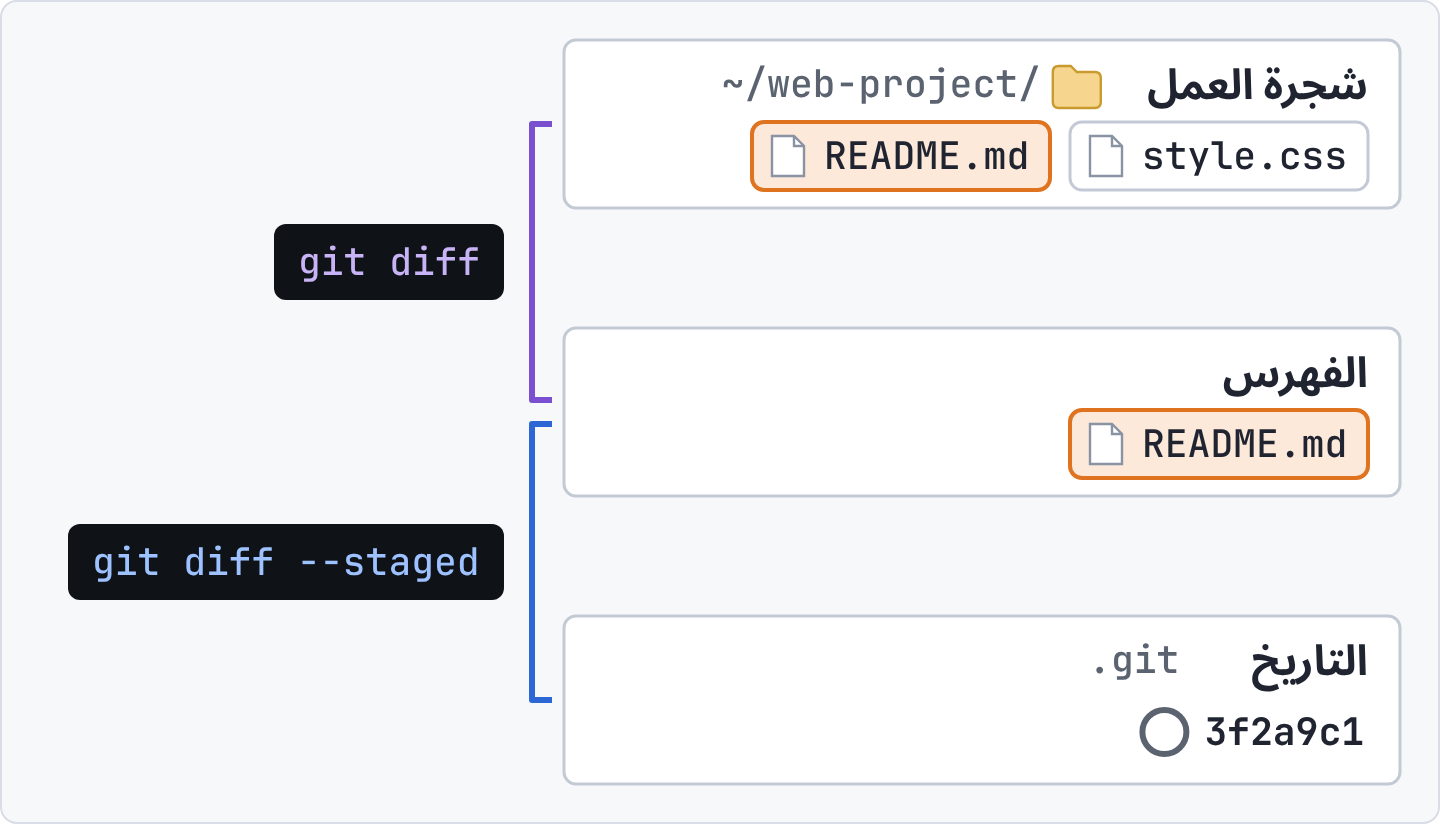 شجرة العمل ~/web-project/
style.css README.md
git diff
الفهرس
README.md
git diff --staged
التاريخ .git
3f2a9c1